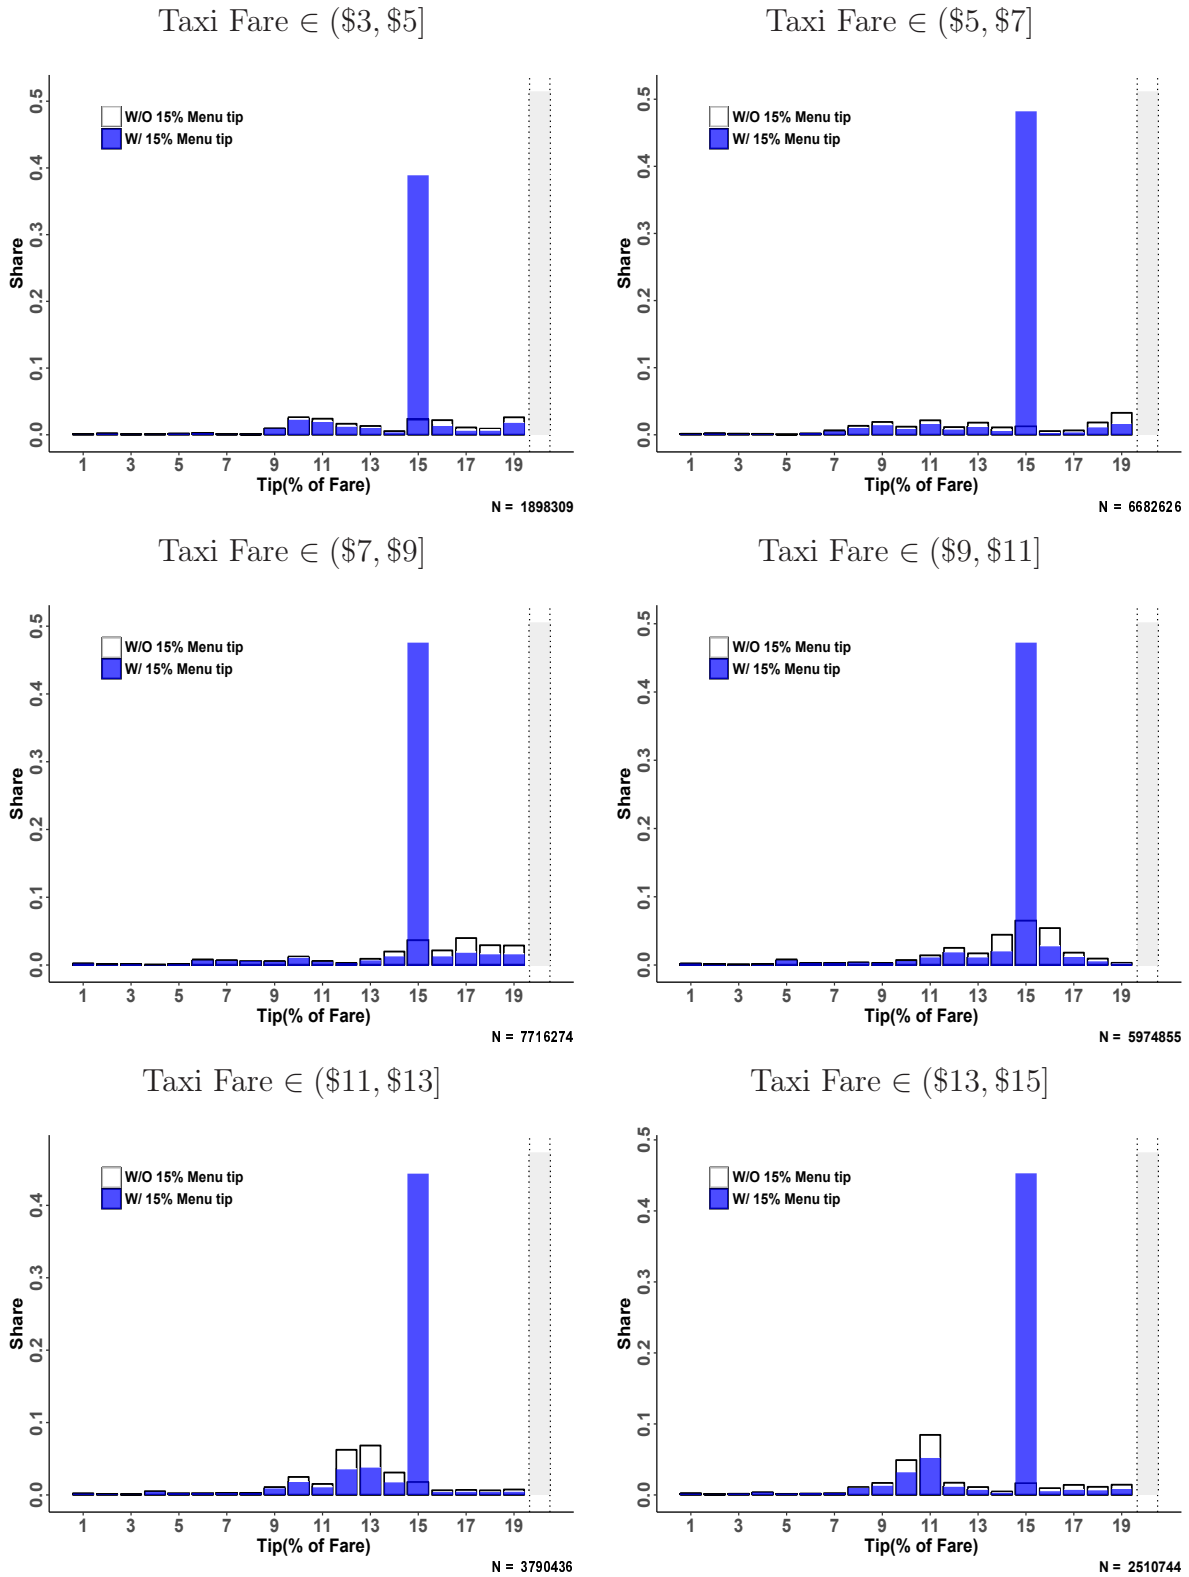 Taxi Fare ∈ ($3, $5]
0.5
0.4
0.3
0.2
0.1
0.0
Share
W/O 15% Menu tip
W/ 15% Menu tip
1 3 5 7 9 11 13 15 17 19
Tip(% of Fare)
N = 1898309
Taxi Fare ∈ ($5, $7]
0.5
0.4
0.3
0.2
0.1
0.0
Share
W/O 15% Menu tip
W/ 15% Menu tip
1 3 5 7 9 11 13 15 17 19
Tip(% of Fare)
N = 6682626
Taxi Fare ∈ ($7, $9]
0.5
0.4
0.3
0.2
0.1
0.0
Share
W/O 15% Menu tip
W/ 15% Menu tip
1 3 5 7 9 11 13 15 17 19
Tip(% of Fare)
N = 7716274
Taxi Fare ∈ ($9, $11]
0.5
0.4
0.3
0.2
0.1
0.0
Share
W/O 15% Menu tip
W/ 15% Menu tip
1 3 5 7 9 11 13 15 17 19
Tip(% of Fare)
N = 5974855
Taxi Fare ∈ ($11, $13]
0.4
0.3
0.2
0.1
0.0
Share
W/O 15% Menu tip
W/ 15% Menu tip
1 3 5 7 9 11 13 15 17 19
Tip(% of Fare)
N = 3790436
Taxi Fare ∈ ($13, $15]
0.5
0.4
0.3
0.2
0.1
0.0
Share
W/O 15% Menu tip
W/ 15% Menu tip
1 3 5 7 9 11 13 15 17 19
Tip(% of Fare)
N = 2510744